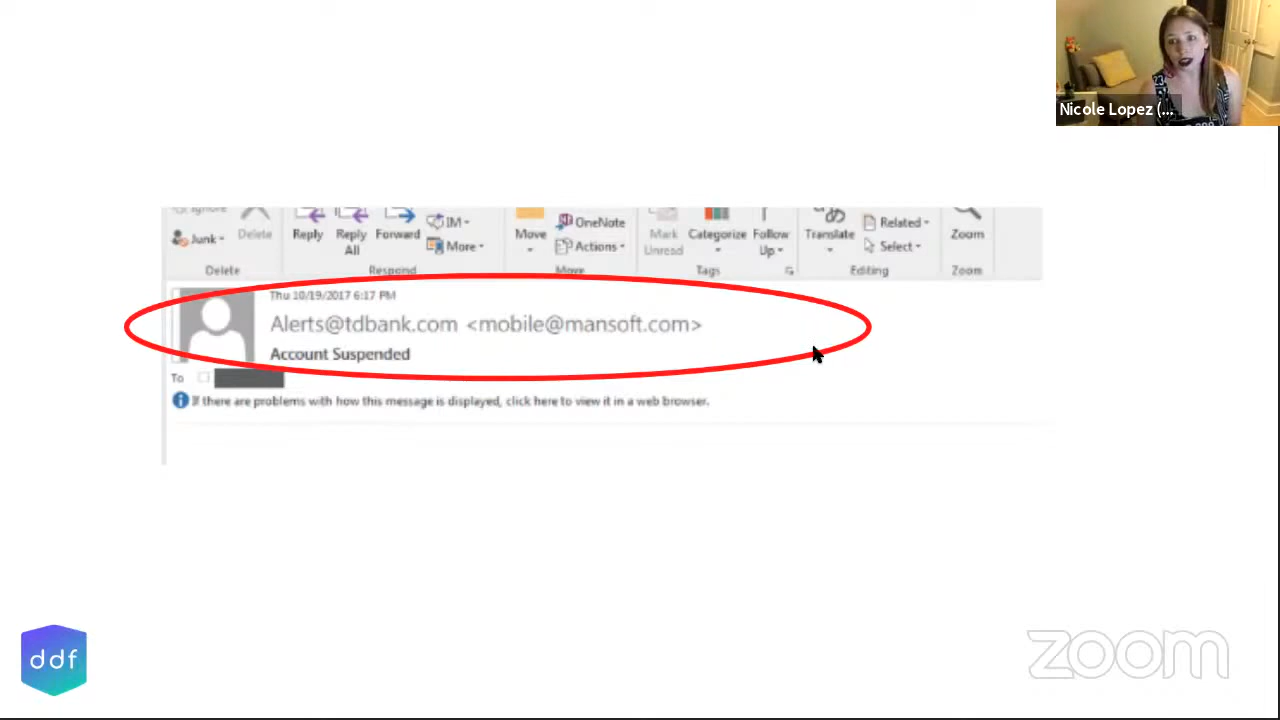 Nicole Lopez (...
Ignore
Junk
Delete
Delete
Reply
Reply
All
Forward
IM
More
Respond
Move
OneNote
Actions
Move
Mark
Unread
Categorize
Follow
Up
Tags
Translate
Related
Select
Editing
Zoom
Zoom
Thu 10/19/2017 6:17 PM
Alerts@tdbank.com <mobile@mansoft.com>
Account Suspended
To
If there are problems with how this message is displayed, click here to view it in a web browser.
ddf
zoom